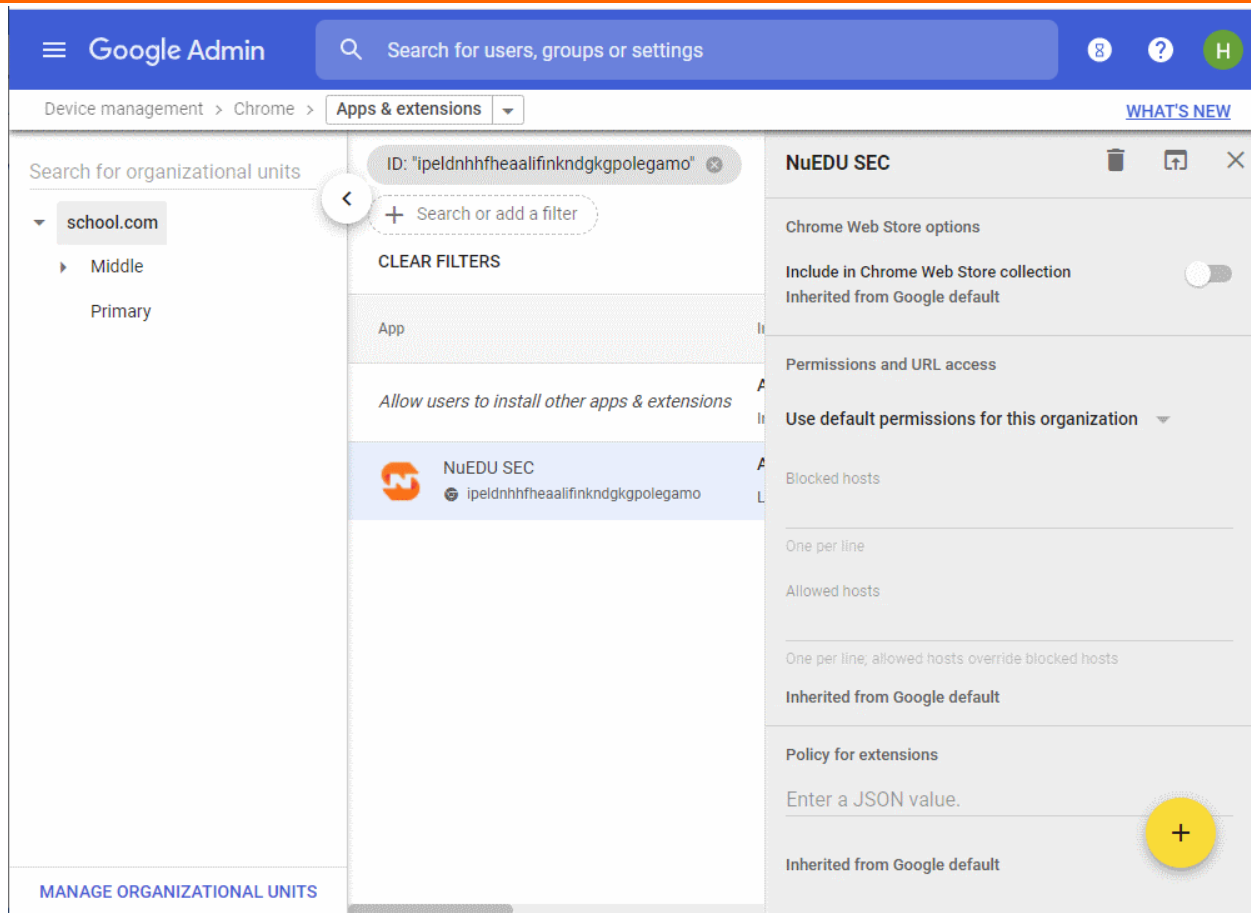 Google Admin
Search for users, groups or settings
8
?
H
Device management > Chrome > Apps & extensions
WHAT'S NEW
Search for organizational units
school.com
Middle
Primary
MANAGE ORGANIZATIONAL UNITS
ID: "ipeldnhhfheaalifinkndgkgpolegamo"
+ Search or add a filter
CLEAR FILTERS
App
Allow users to install other apps & extensions
NuEDU SEC
ipeldnhhfheaalifinkndgkgpolegamo
NuEDU SEC
Chrome Web Store options
Include in Chrome Web Store collection
Inherited from Google default
Permissions and URL access
Use default permissions for this organization
Blocked hosts
One per line
Allowed hosts
One per line; allowed hosts override blocked hosts
Inherited from Google default
Policy for extensions
Enter a JSON value.
Inherited from Google default